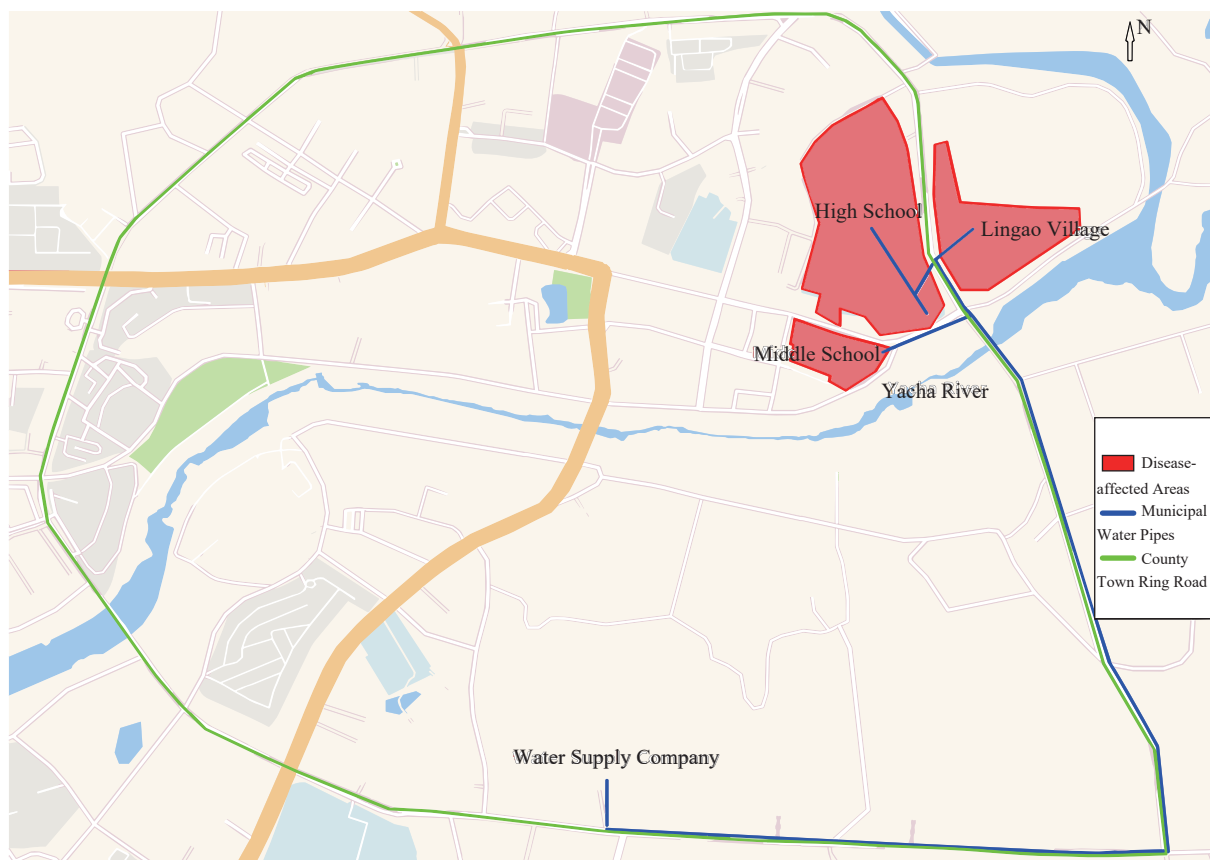 N
High School
Lingao Village
Middle School
Yacha River
Disease-
affected Areas
Municipal
Water Pipes
County
Town Ring Road
Water Supply Company